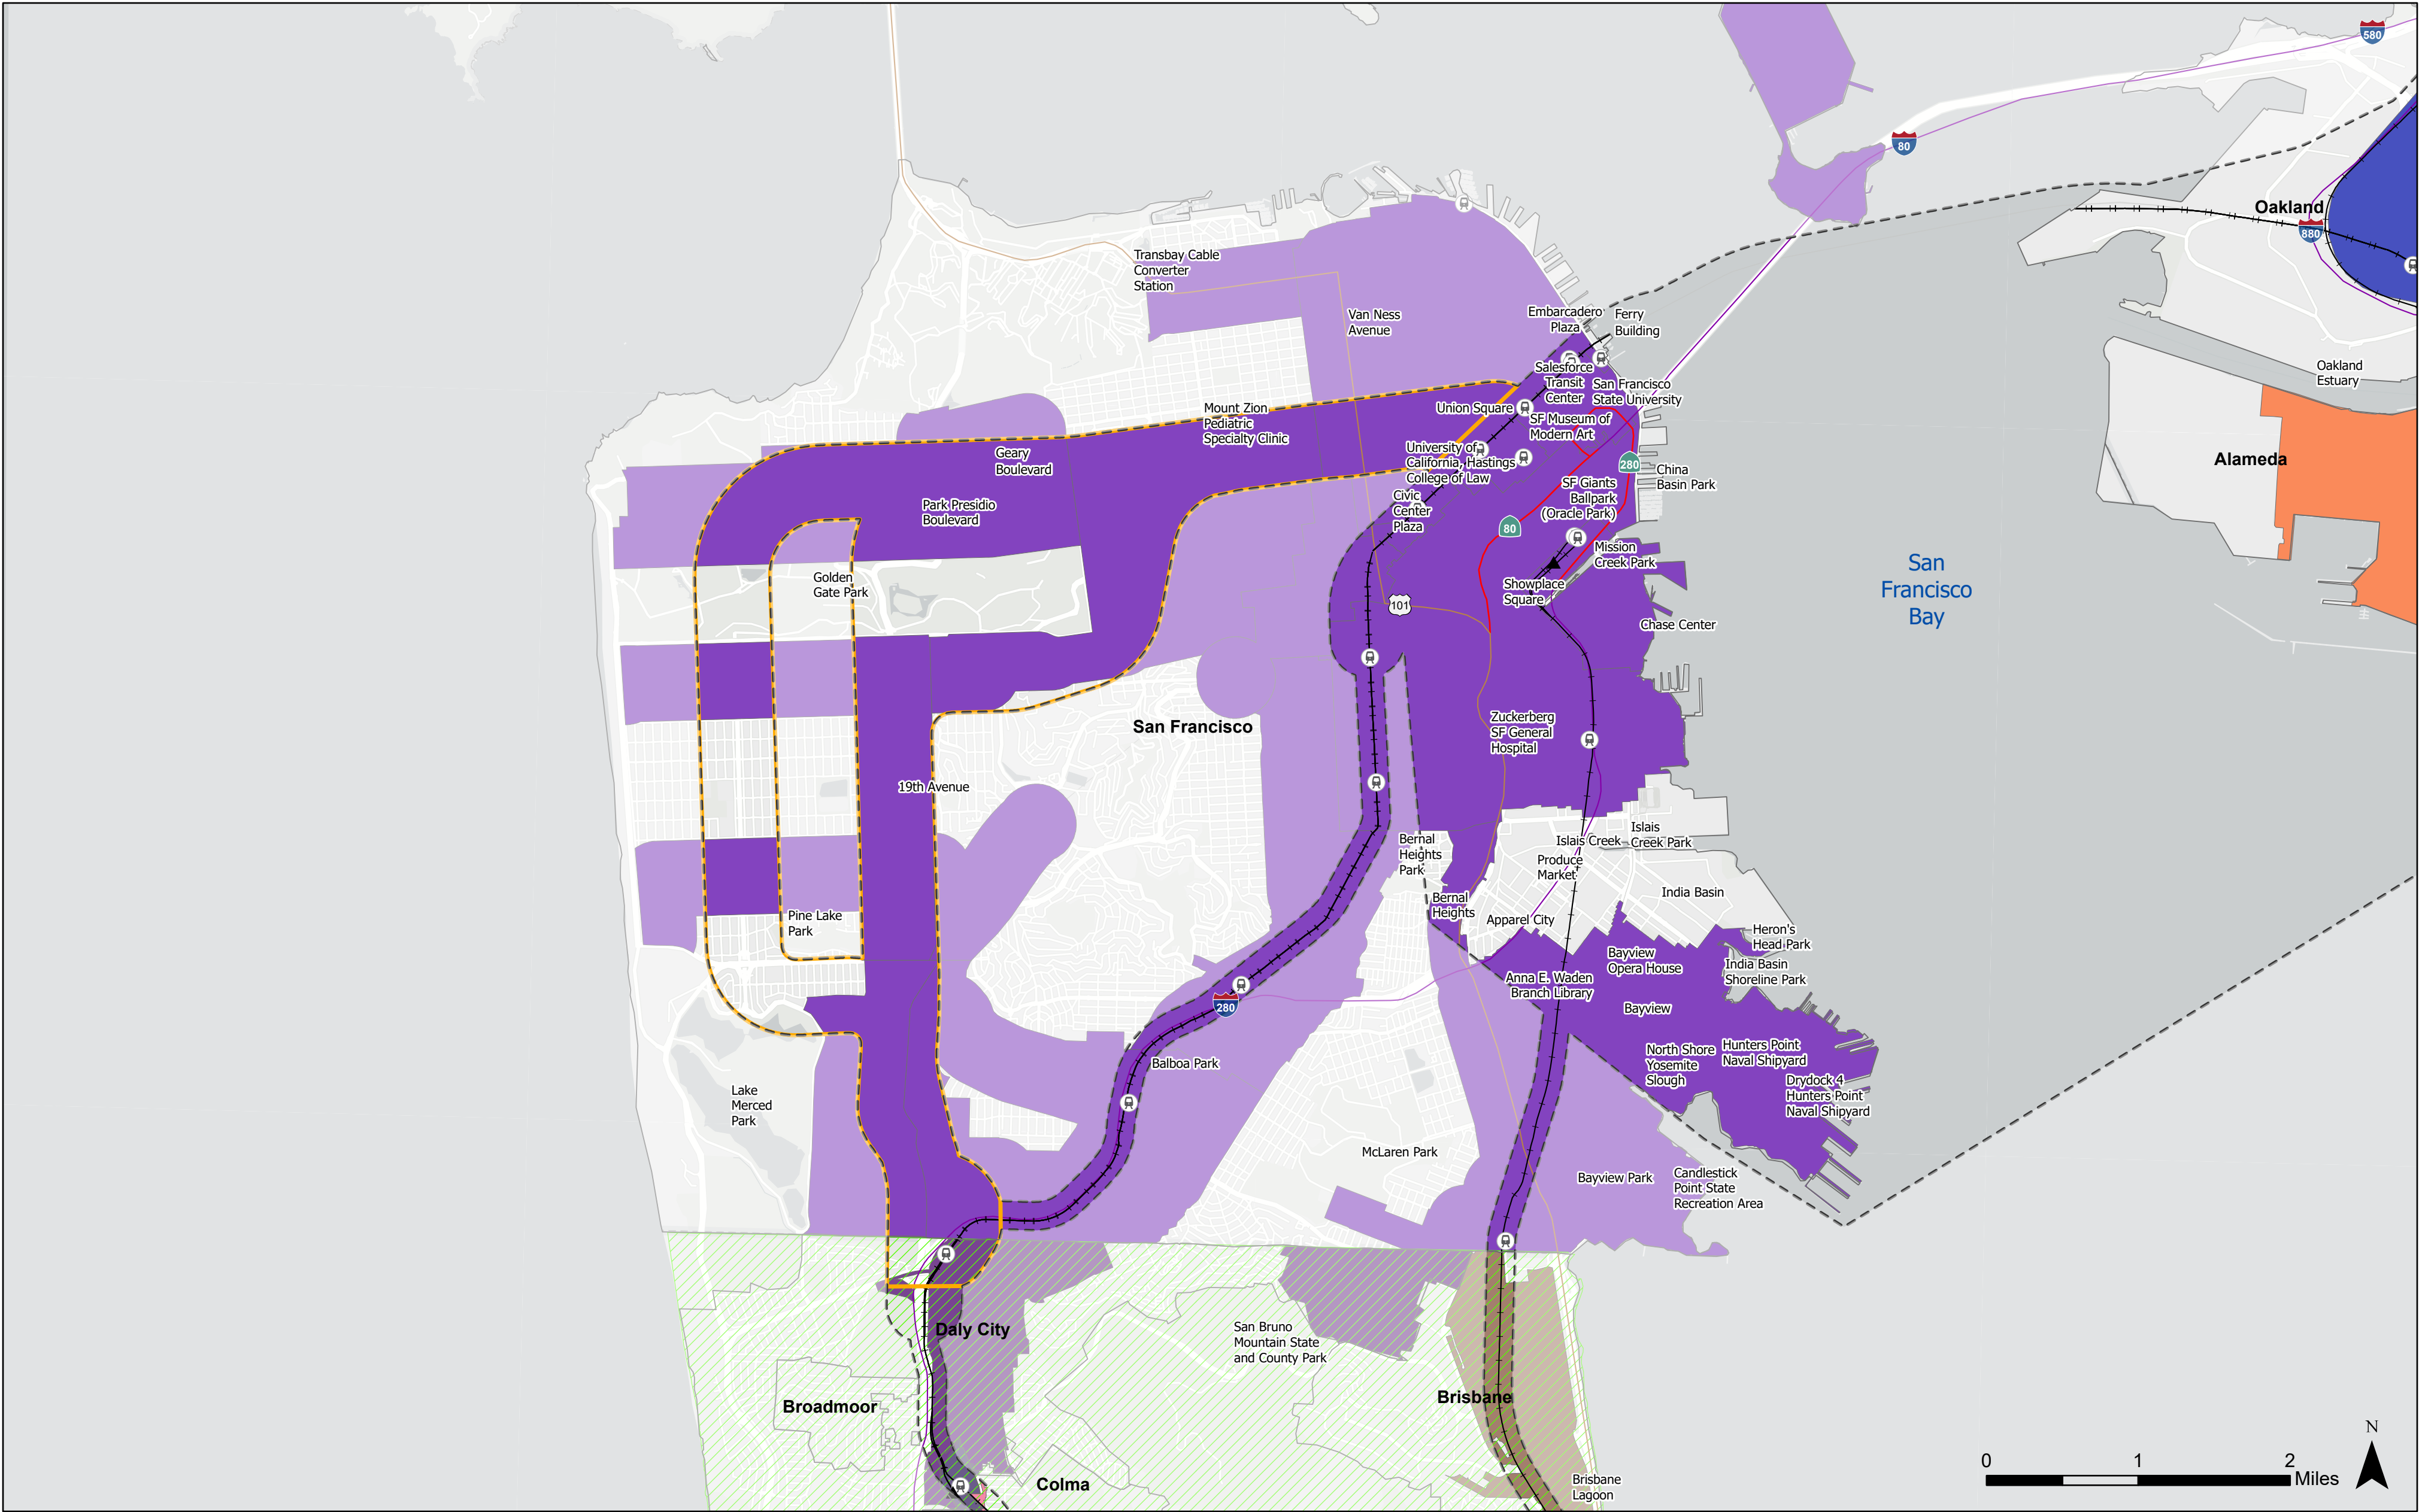 580
80
Oakland
880
Transbay Cable
Converter
Station
Van Ness
Avenue
Embarcadero
Plaza
Ferry
Building
Salesforce
Transit
Center
San Francisco
State University
Oakland
Estuary
Mount Zion
Pediatric
Specialty Clinic
Union Square
SF Museum of
Modern Art
University of
California, Hastings
College of Law
Geary
Boulevard
280
China
Basin Park
Alameda
SF Giants
Ballpark
(Oracle Park)
Civic
Center
Plaza
Park Presidio
Boulevard
80
Mission
Creek Park
San
Francisco
Bay
Golden
Gate Park
Showplace
Square
101
Chase Center
San Francisco
Zuckerberg
SF General
Hospital
19th Avenue
Bernal
Heights
Park
Islais Creek
Islais
Creek Park
Produce
Market
India Basin
Bernal
Heights
Apparel City
Pine Lake
Park
Heron's
Head Park
Bayview
Opera House
India Basin
Shoreline Park
Anna E. Waden
Branch Library
280
Bayview
Balboa Park
North Shore
Yosemite
Slough
Hunters Point
Naval Shipyard
Drydock 4
Hunters Point
Naval Shipyard
Lake
Merced
Park
McLaren Park
Bayview Park
Candlestick
Point State
Recreation Area
Daly City
San Bruno
Mountain State
and County Park
Broadmoor
Brisbane
Colma
Brisbane
Lagoon
N
0 1 2
Miles